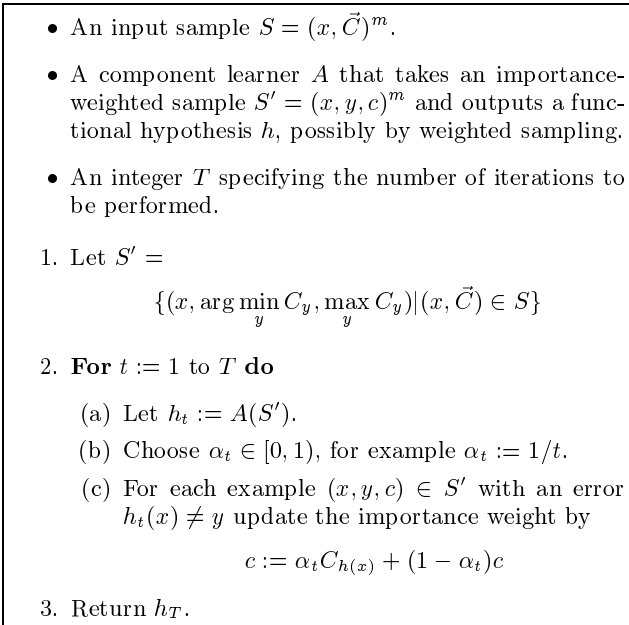 • An input sample S = (x, C⃗)^m.
• A component learner A that takes an importance-
weighted sample S′ = (x, y, c)^m and outputs a func-
tional hypothesis h, possibly by weighted sampling.
• An integer T specifying the number of iterations to
be performed.
1. Let S′ =
{(x, arg min_y C_y, max_y C_y)|(x, C⃗) ∈ S}
2. For t := 1 to T do
(a) Let h_t := A(S′).
(b) Choose α_t ∈ [0, 1), for example α_t := 1/t.
(c) For each example (x, y, c) ∈ S′ with an error
h_t(x) ≠ y update the importance weight by
c := α_t C_{h(x)} + (1 − α_t)c
3. Return h_T.